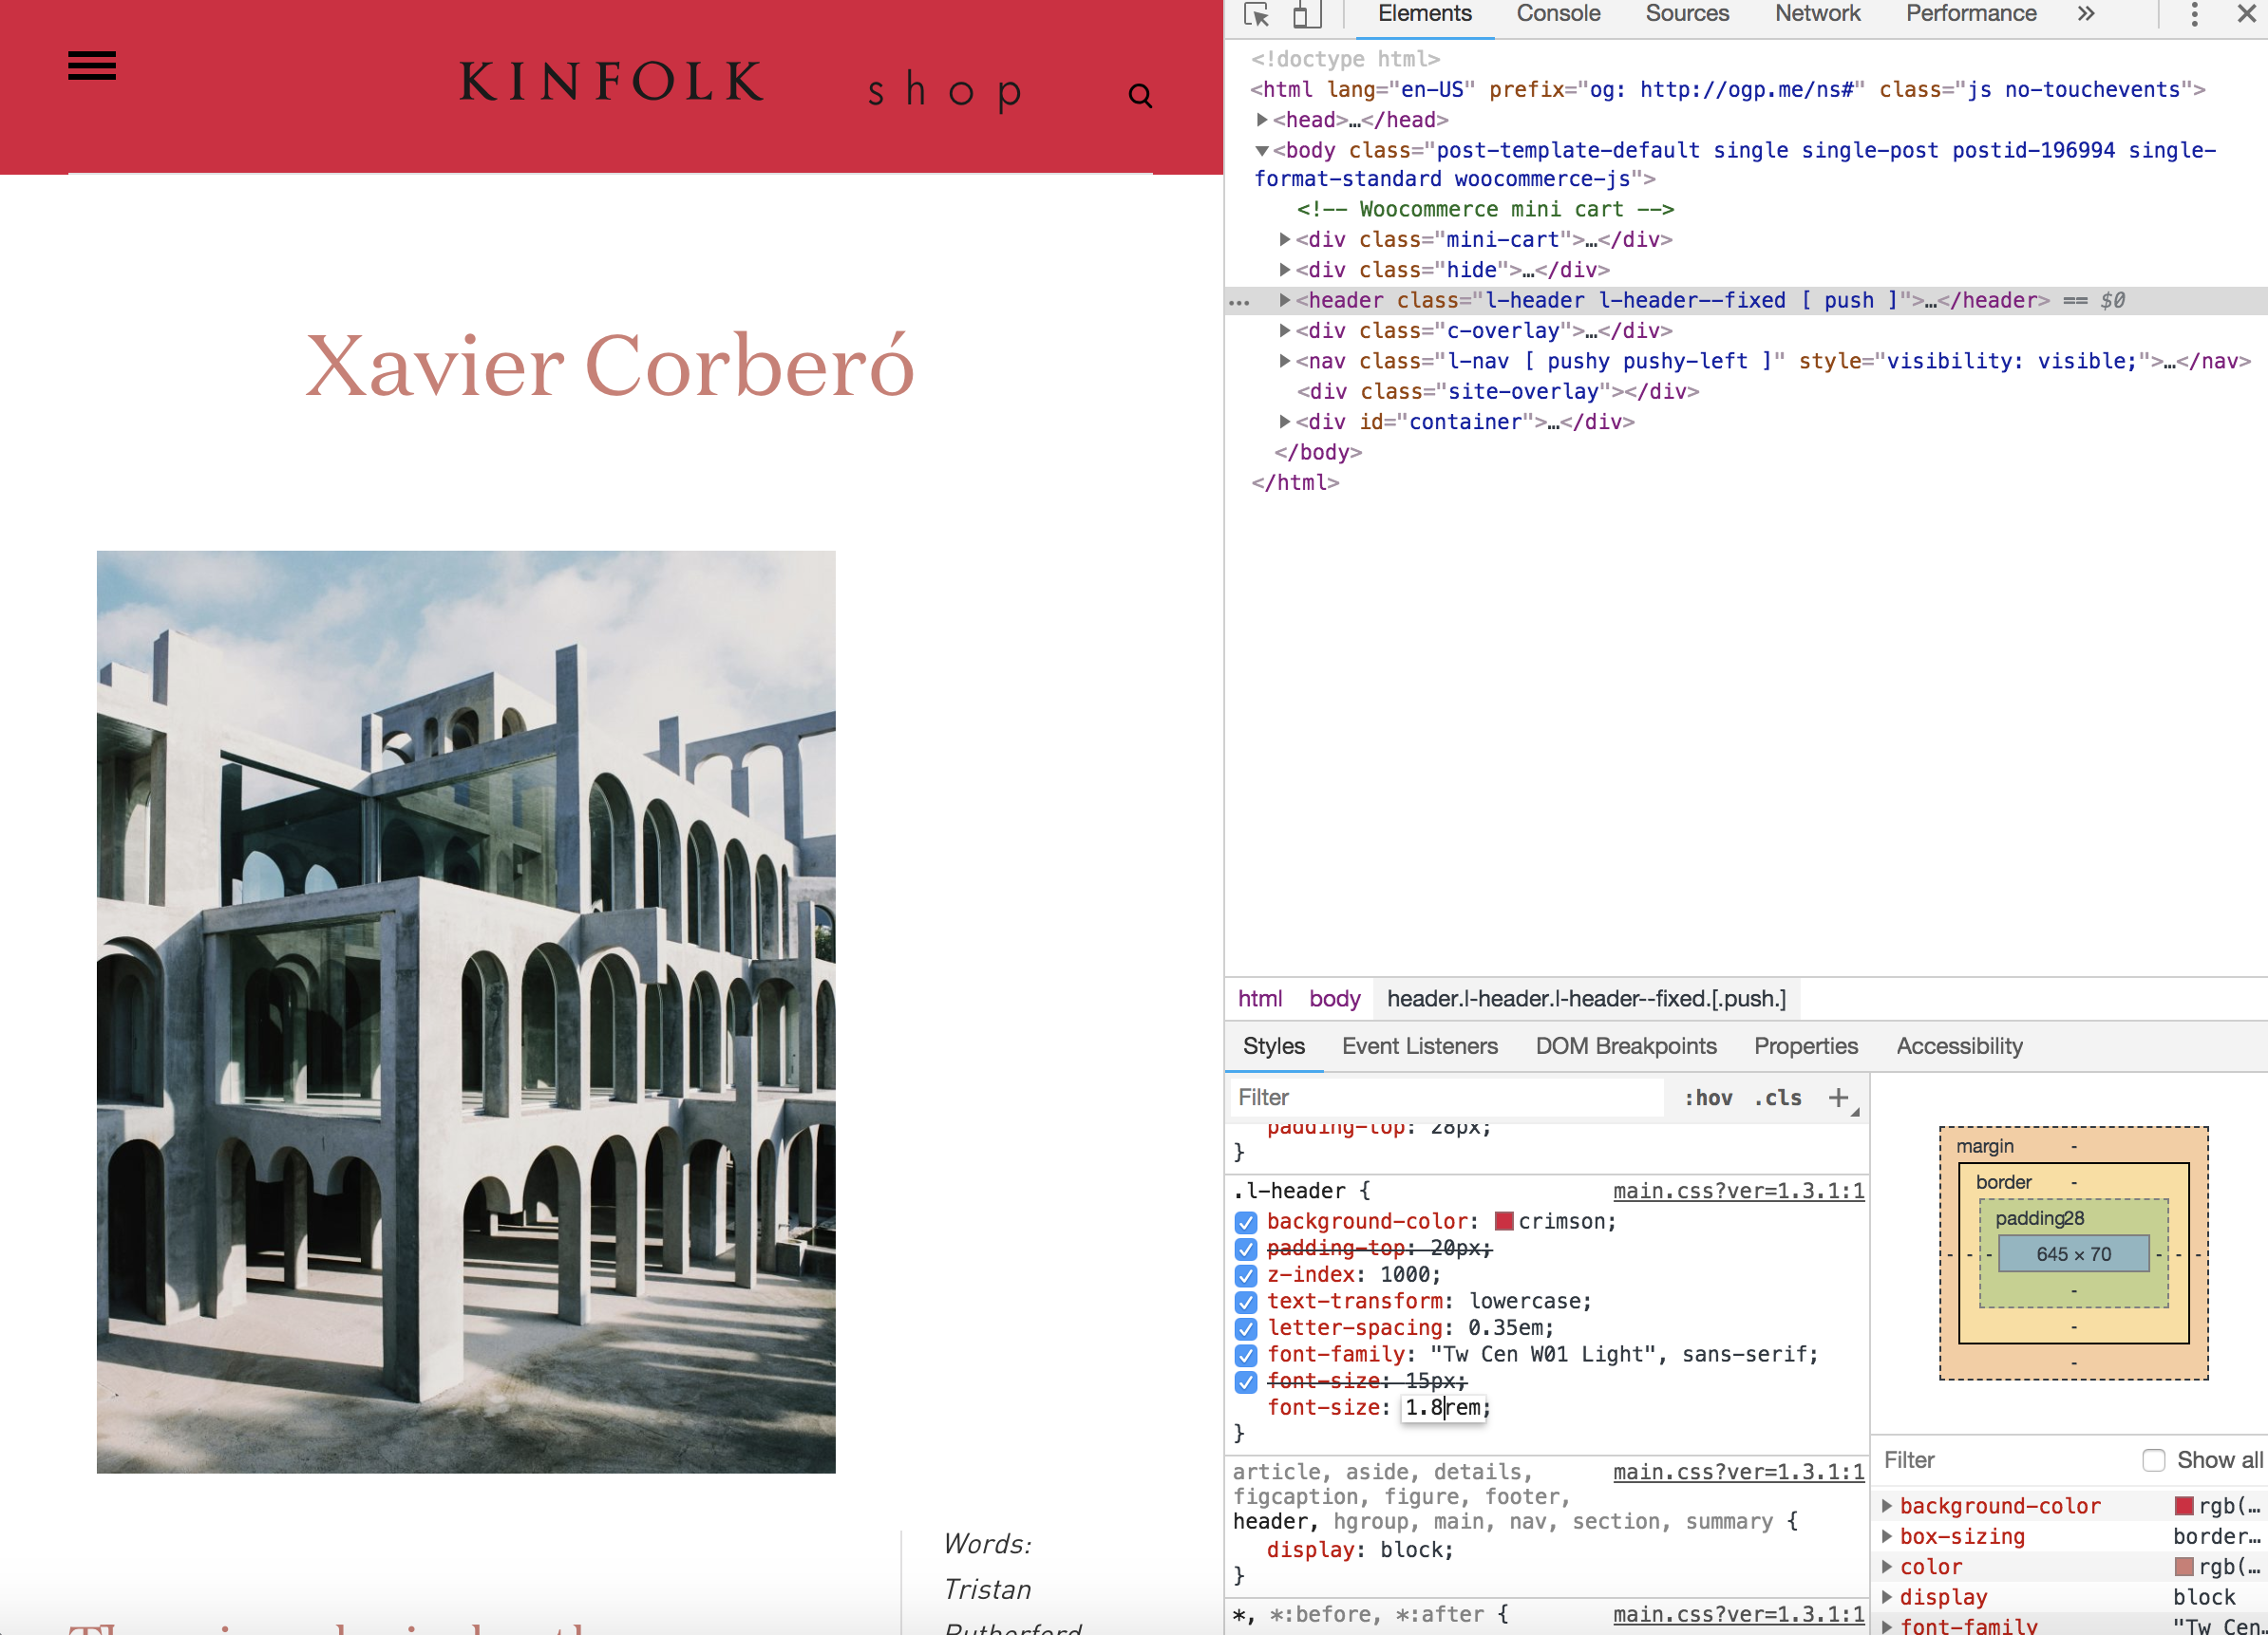 KINFOLK shop
Xavier Corberó
Words:
Tristan
Rutherford
Elements Console Sources Network Performance »
<!doctype html>
<html lang="en-US" prefix="og: http://ogp.me/ns#" class="js no-touchevents">
▶<head>…</head>
▼<body class="post-template-default single single-post postid-196994 single-
format-standard woocommerce-js">
<!-- Woocommerce mini cart -->
▶<div class="mini-cart">…</div>
▶<div class="hide">…</div>
… ▶<header class="l-header l-header--fixed [ push ]">…</header> == $0
▶<div class="c-overlay">…</div>
▶<nav class="l-nav [ pushy pushy-left ]" style="visibility: visible;">…</nav>
<div class="site-overlay"></div>
▶<div id="container">…</div>
</body>
</html>
html body header.l-header.l-header--fixed.[.push.]
Styles Event Listeners DOM Breakpoints Properties Accessibility
Filter :hov .cls +
padding-top: 28px;
}
.l-header { main.css?ver=1.3.1:1
background-color: crimson;
padding-top: 20px;
z-index: 1000;
text-transform: lowercase;
letter-spacing: 0.35em;
font-family: "Tw Cen W01 Light", sans-serif;
font-size: 15px;
font-size: 1.8rem;
}
article, aside, details, main.css?ver=1.3.1:1
figcaption, figure, footer,
header, hgroup, main, nav, section, summary {
display: block;
}
*, *:before, *:after { main.css?ver=1.3.1:1
margin -
border -
padding28
- - - 645 × 70 - - -
-
-
-
Filter Show all
▶ background-color rgb(…
▶ box-sizing border…
▶ color rgb(…
▶ display block
▶ font-family "Tw Cen…